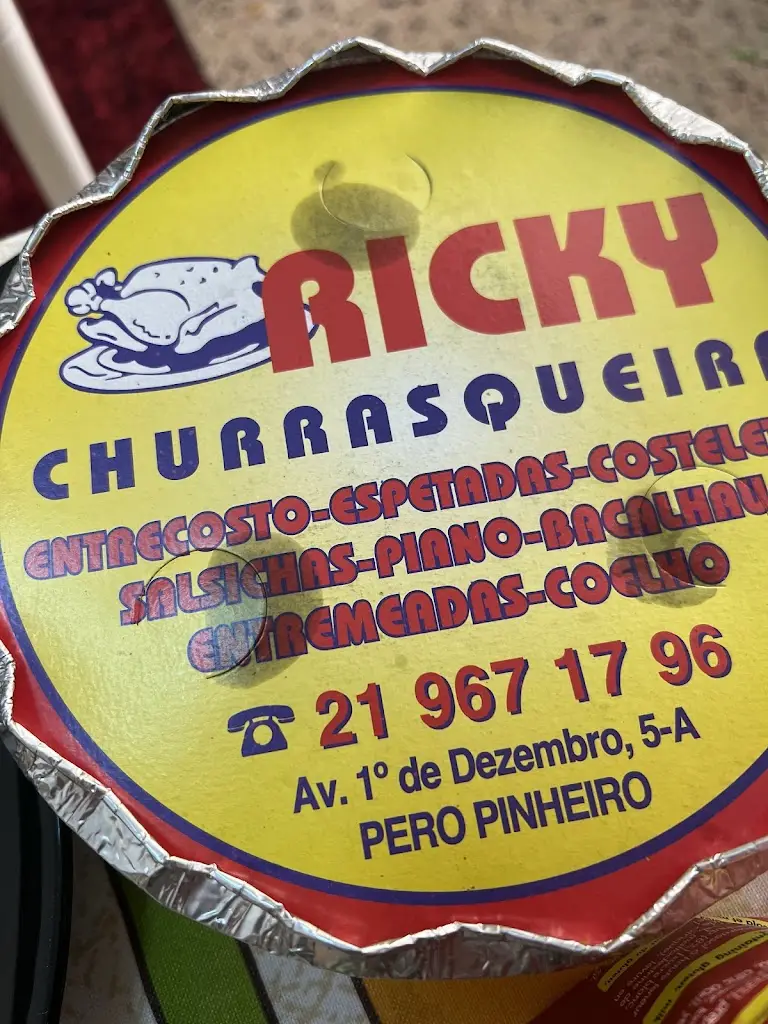 RICKY
CHURRASQUEIRA
ENTRECOSTO-ESPETADAS-COSTELE
SALSICHAS-PIANO-BACALHAU
ENTREMEADAS-COELHO
21 967 17 96
Av. 1º de Dezembro, 5-A
PERO PINHEIRO